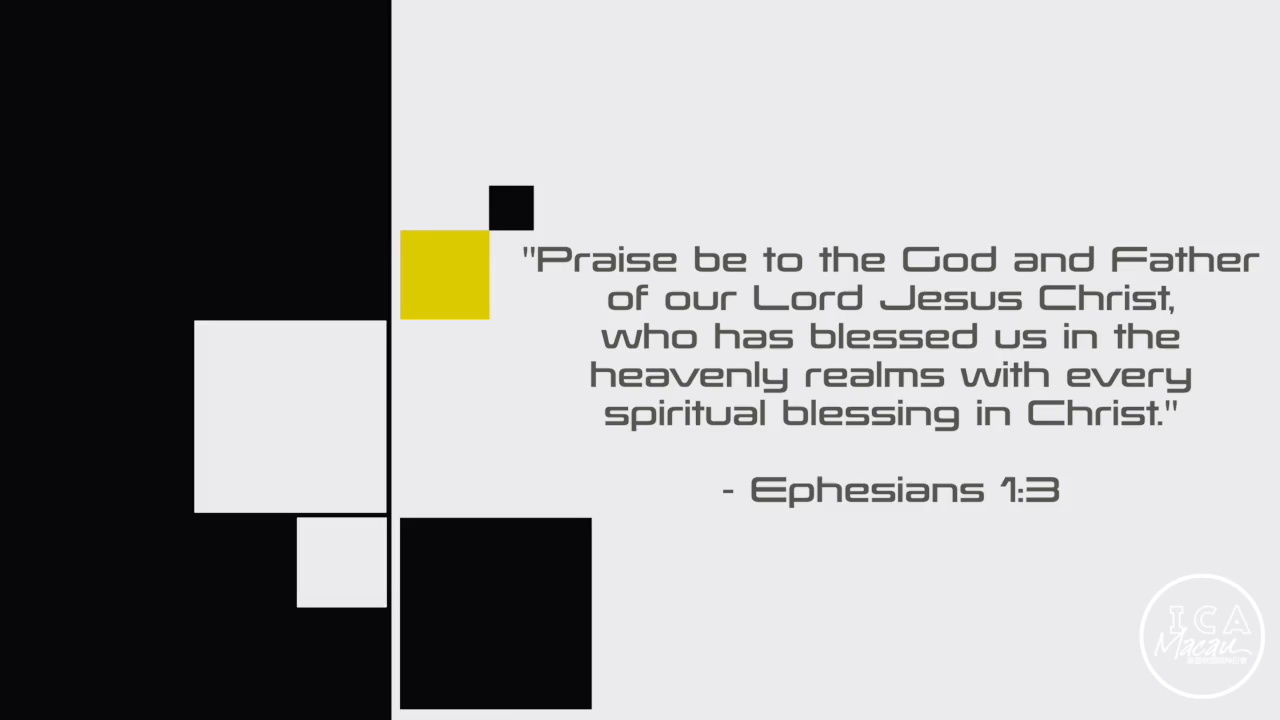 "Praise be to the God and Father
of our Lord Jesus Christ,
who has blessed us in the
heavenly realms with every
spiritual blessing in Christ."
- Ephesians 1:3
ICA
Macau